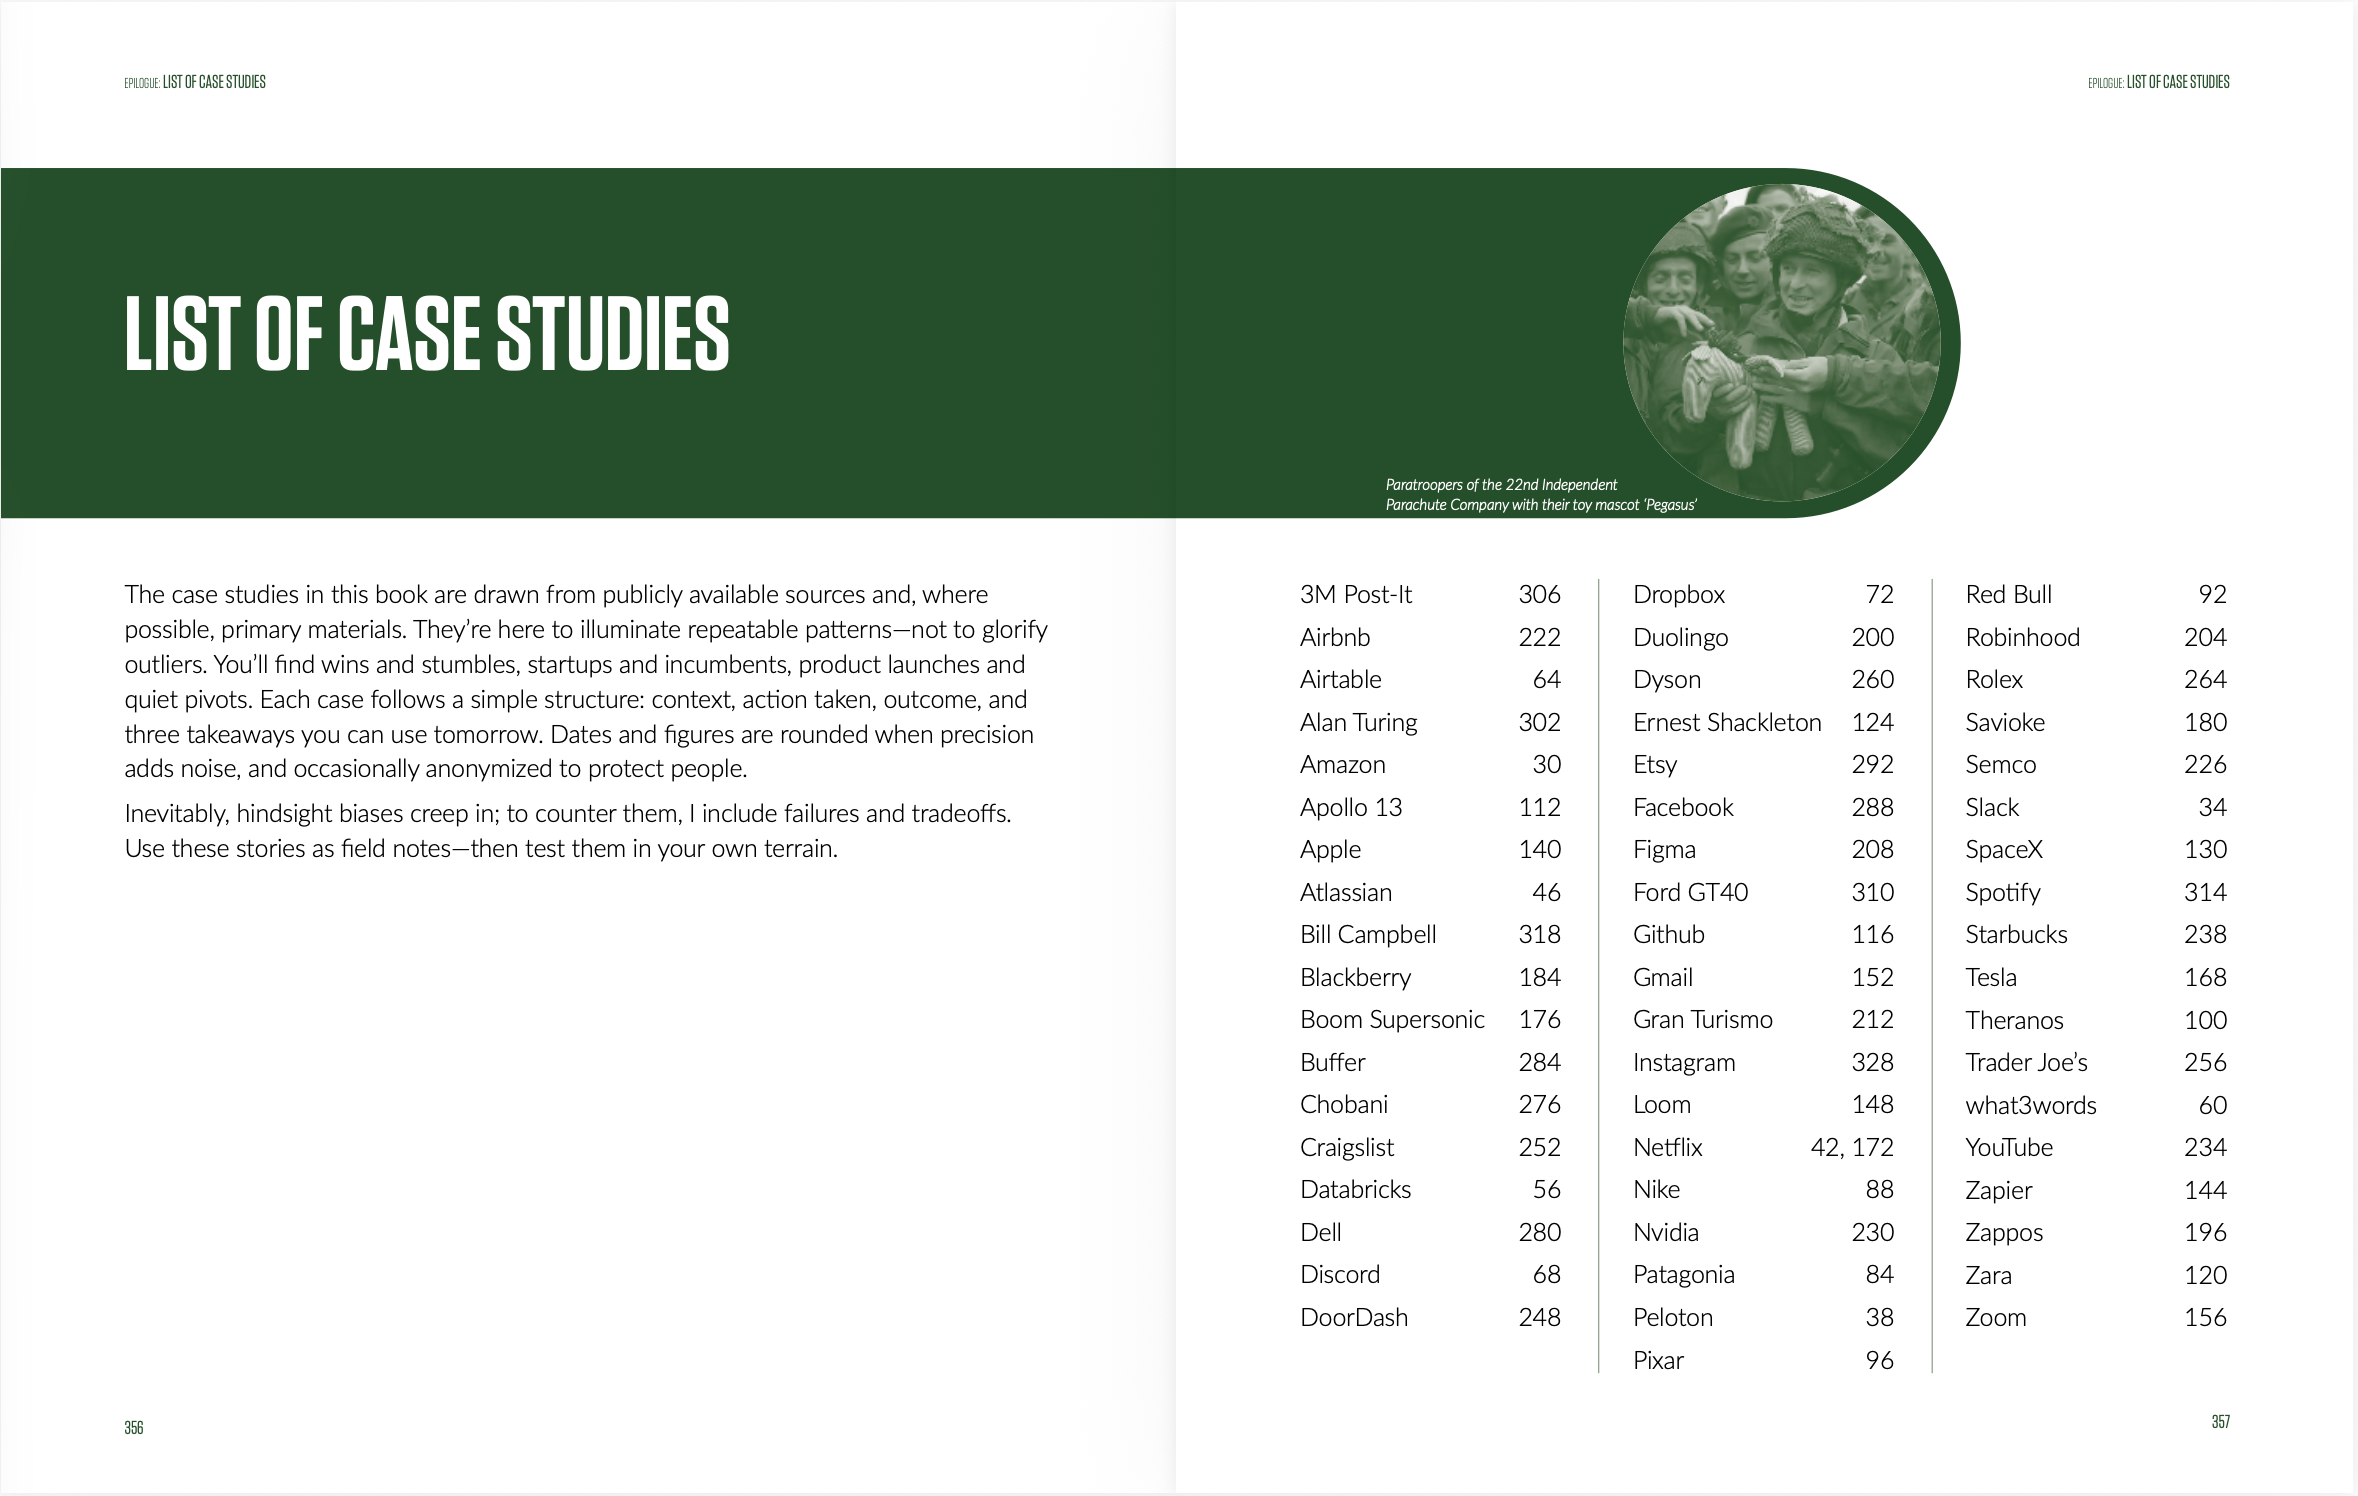 EPILOGUE: LIST OF CASE STUDIES
EPILOGUE: LIST OF CASE STUDIES
LIST OF CASE STUDIES
Paratroopers of the 22nd Independent
Parachute Company with their toy mascot ‘Pegasus’
The case studies in this book are drawn from publicly available sources and, where
possible, primary materials. They’re here to illuminate repeatable patterns—not to glorify
outliers. You’ll find wins and stumbles, startups and incumbents, product launches and
quiet pivots. Each case follows a simple structure: context, action taken, outcome, and
three takeaways you can use tomorrow. Dates and figures are rounded when precision
adds noise, and occasionally anonymized to protect people.
Inevitably, hindsight biases creep in; to counter them, I include failures and tradeoffs.
Use these stories as field notes—then test them in your own terrain.
3M Post-It 306
Airbnb 222
Airtable 64
Alan Turing 302
Amazon 30
Apollo 13 112
Apple 140
Atlassian 46
Bill Campbell 318
Blackberry 184
Boom Supersonic 176
Buffer 284
Chobani 276
Craigslist 252
Databricks 56
Dell 280
Discord 68
DoorDash 248
Dropbox 72
Duolingo 200
Dyson 260
Ernest Shackleton 124
Etsy 292
Facebook 288
Figma 208
Ford GT40 310
Github 116
Gmail 152
Gran Turismo 212
Instagram 328
Loom 148
Netflix 42, 172
Nike 88
Nvidia 230
Patagonia 84
Peloton 38
Pixar 96
Red Bull 92
Robinhood 204
Rolex 264
Savioke 180
Semco 226
Slack 34
SpaceX 130
Spotify 314
Starbucks 238
Tesla 168
Theranos 100
Trader Joe’s 256
what3words 60
YouTube 234
Zapier 144
Zappos 196
Zara 120
Zoom 156
356
357